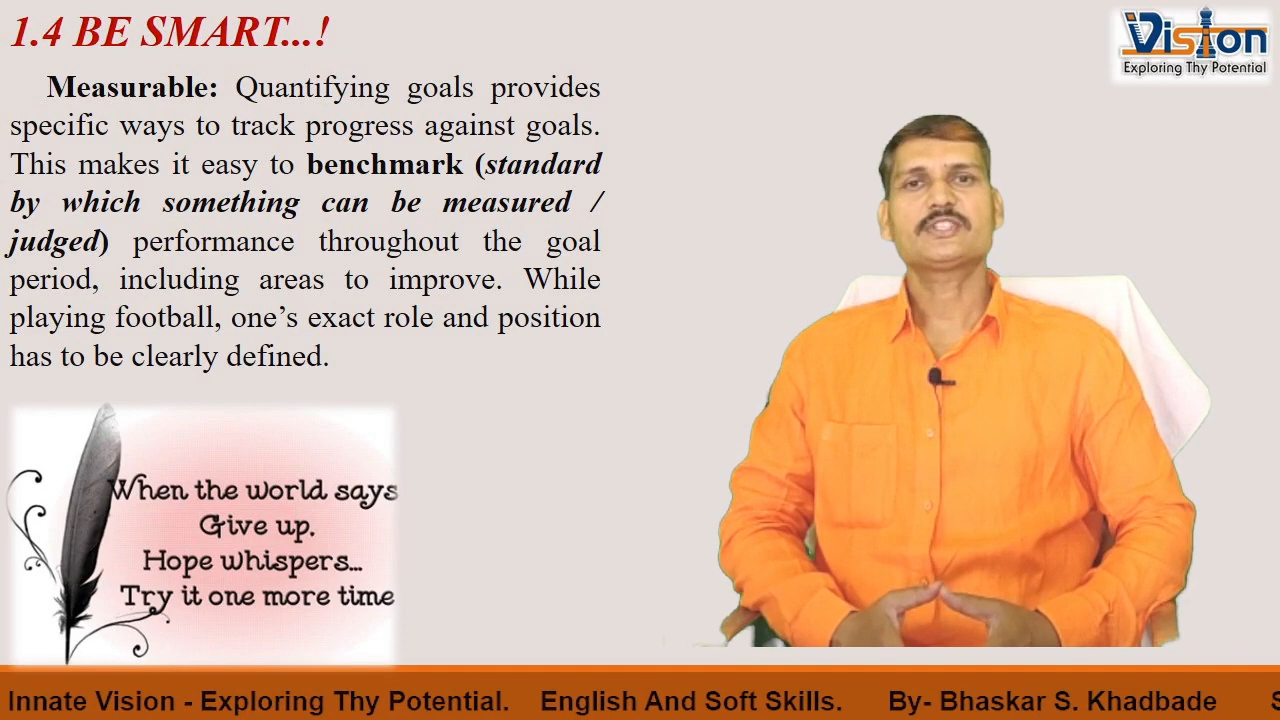 1.4 BE SMART...!
Measurable: Quantifying goals provides
specific ways to track progress against goals.
This makes it easy to benchmark (standard
by which something can be measured /
judged) performance throughout the goal
period, including areas to improve. While
playing football, one’s exact role and position
has to be clearly defined.
iVision
Exploring Thy Potential
When the world says
Give up,
Hope whispers...
Try it one more time
Innate Vision - Exploring Thy Potential. English And Soft Skills. By- Bhaskar S. Khadbade S